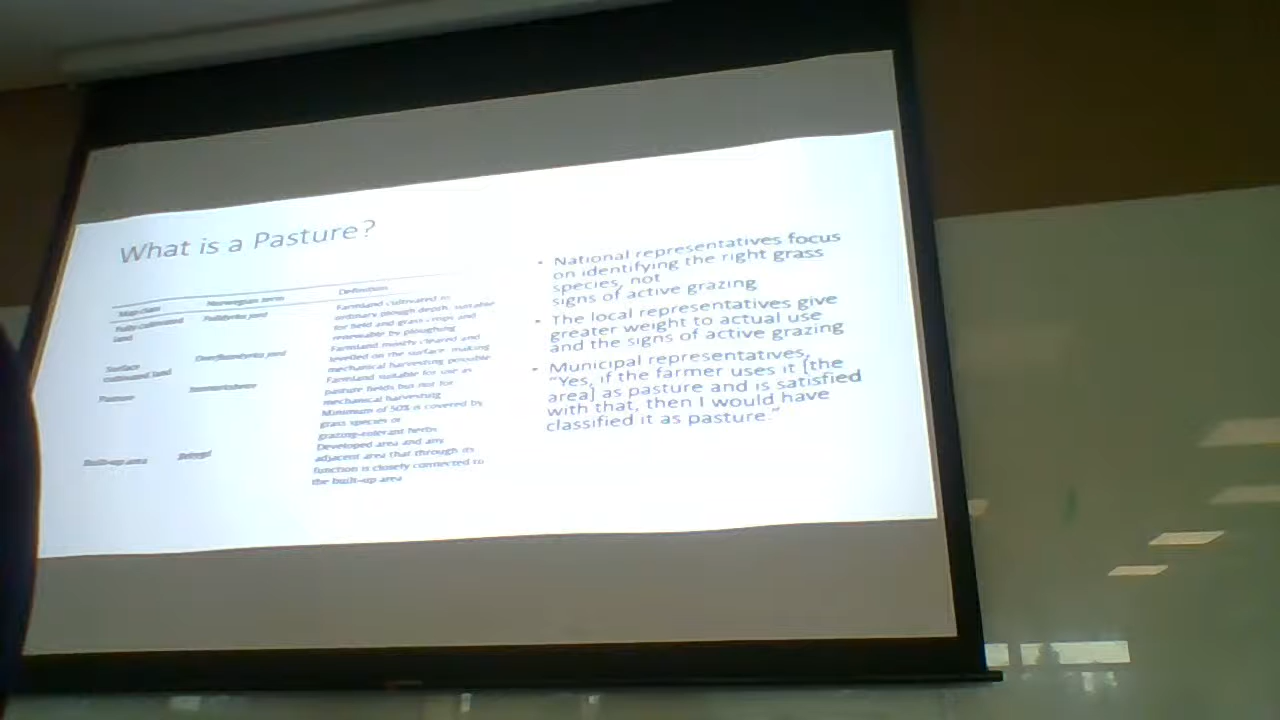 What is a Pasture?
Map class Norwegian term Definition
Fully cultivated land
Fulldyrka jord
Farmland cultivated to
ordinary plough depth, suitable
for field and grass crops and
renewable by ploughing
Surface cultivated land
Overflatedyrka jord
Farmland mostly cleared and
levelled on the surface, making
mechanical harvesting possible
Pasture
Innmarksbeite
Farmland suitable for use as
pasture fields but not for
mechanical harvesting
Minimum of 50% is covered by
grass species or
grazing-tolerant herbs
Built-up area
Developed area and any
adjacent area that through its
function is closely connected to
the built-up area
• National representatives focus
on identifying the right grass
species, not
signs of active grazing
• The local representatives give
greater weight to actual use
and the signs of active grazing
• Municipal representatives,
"Yes, if the farmer uses it [the
area] as pasture and is satisfied
with that, then I would have
classified it as pasture."